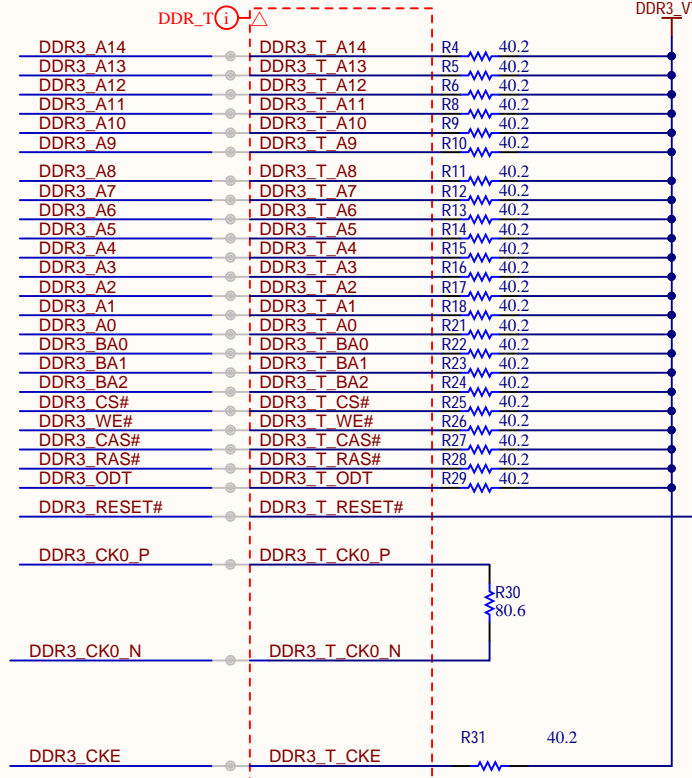 DDR3_V
DDR_T i
DDR3_A14 DDR3_T_A14 R4 40.2
DDR3_A13 DDR3_T_A13 R5 40.2
DDR3_A12 DDR3_T_A12 R6 40.2
DDR3_A11 DDR3_T_A11 R8 40.2
DDR3_A10 DDR3_T_A10 R9 40.2
DDR3_A9 DDR3_T_A9 R10 40.2
DDR3_A8 DDR3_T_A8 R11 40.2
DDR3_A7 DDR3_T_A7 R12 40.2
DDR3_A6 DDR3_T_A6 R13 40.2
DDR3_A5 DDR3_T_A5 R14 40.2
DDR3_A4 DDR3_T_A4 R15 40.2
DDR3_A3 DDR3_T_A3 R16 40.2
DDR3_A2 DDR3_T_A2 R17 40.2
DDR3_A1 DDR3_T_A1 R18 40.2
DDR3_A0 DDR3_T_A0 R21 40.2
DDR3_BA0 DDR3_T_BA0 R22 40.2
DDR3_BA1 DDR3_T_BA1 R23 40.2
DDR3_BA2 DDR3_T_BA2 R24 40.2
DDR3_CS# DDR3_T_CS# R25 40.2
DDR3_WE# DDR3_T_WE# R26 40.2
DDR3_CAS# DDR3_T_CAS# R27 40.2
DDR3_RAS# DDR3_T_RAS# R28 40.2
DDR3_ODT DDR3_T_ODT R29 40.2
DDR3_RESET# DDR3_T_RESET#
DDR3_CK0_P DDR3_T_CK0_P
R30
80.6
DDR3_CK0_N DDR3_T_CK0_N
R31 40.2
DDR3_CKE DDR3_T_CKE